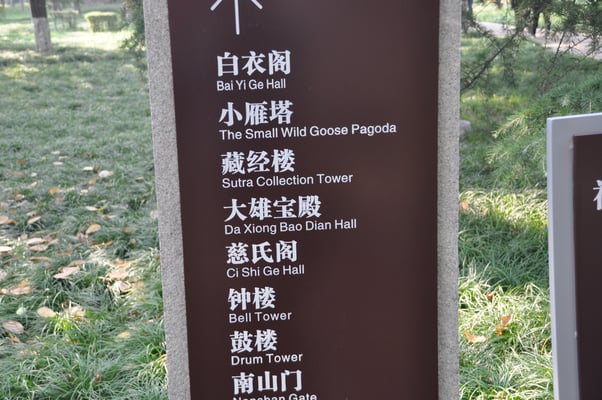 白衣阁
Bai Yi Ge Hall
小雁塔
The Small Wild Goose Pagoda
藏经楼
Sutra Collection Tower
大雄宝殿
Da Xiong Bao Dian Hall
慈氏阁
Ci Shi Ge Hall
钟楼
Bell Tower
鼓楼
Drum Tower
南山门
Nanshan Gate